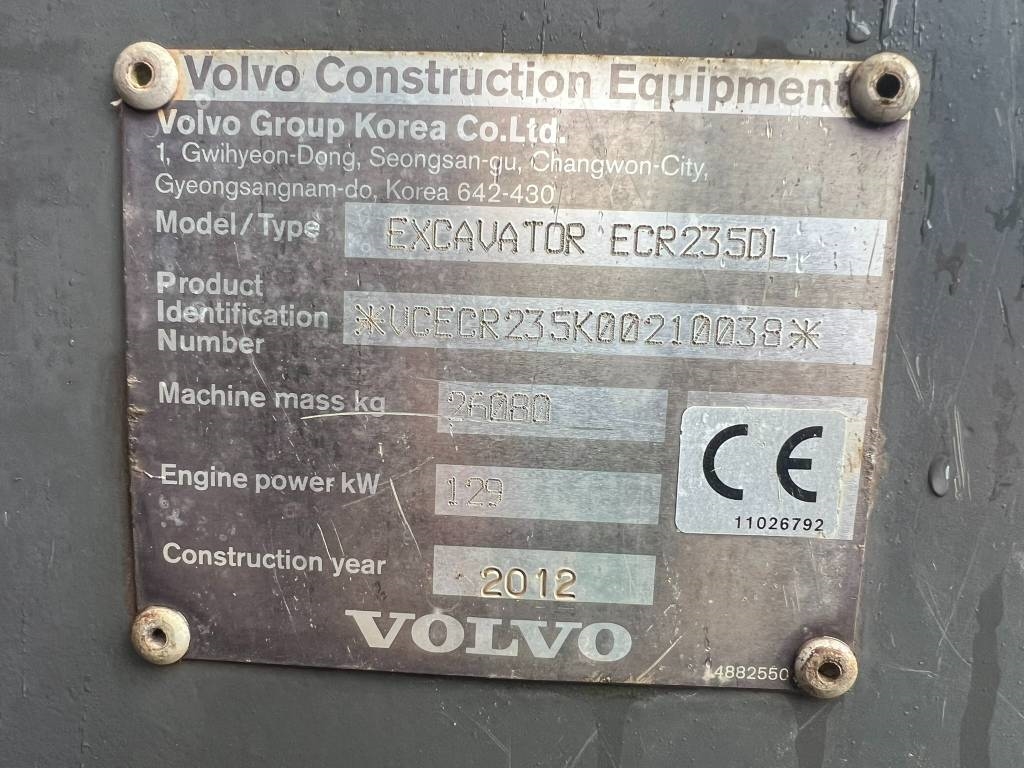 Volvo Construction Equipment
Volvo Group Korea Co.Ltd.
1, Gwihyeon-Dong, Seongsan-gu, Changwon-City,
Gyeongsangnam-do, Korea 642-430
Model/Type EXCAVATOR ECR235DL
Product
Identification
Number
*VCECR235K00210038*
Machine mass kg 26080
Engine power kW 129
CE
11026792
Construction year 2012
VOLVO
14882550